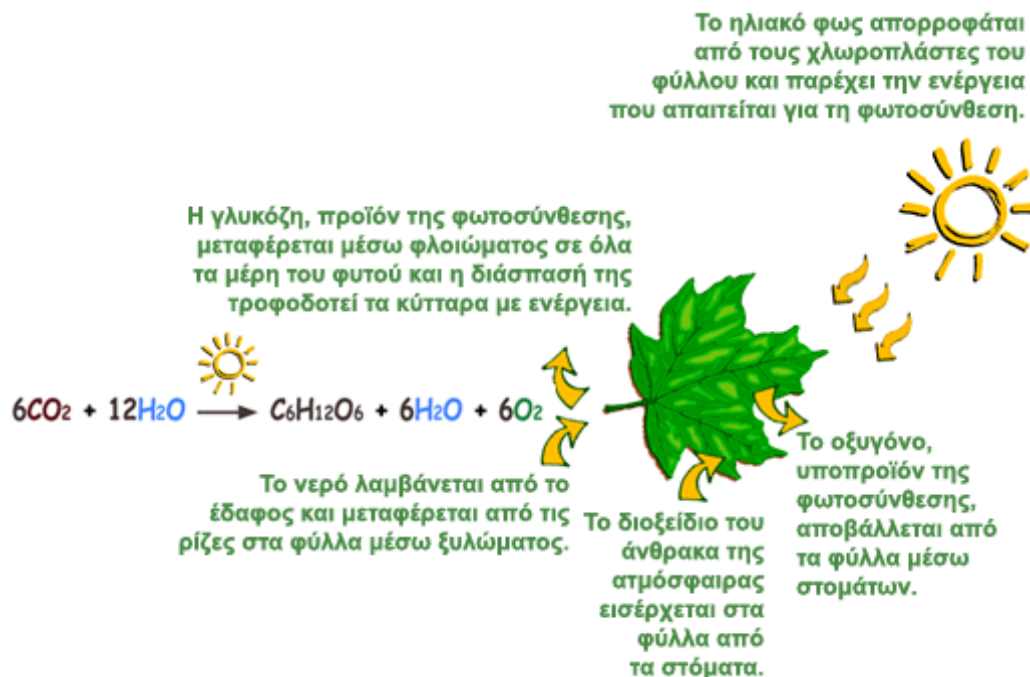 Το ηλιακό φως απορροφάται
από τους χλωροπλάστες του
φύλλου και παρέχει την ενέργεια
που απαιτείται για τη φωτοσύνθεση.
Η γλυκόζη, προϊόν της φωτοσύνθεσης,
μεταφέρεται μέσω φλοιώματος σε όλα
τα μέρη του φυτού και η διάσπασή της
τροφοδοτεί τα κύτταρα με ενέργεια.
6CO₂ + 12H₂O ⟶ C₆H₁₂O₆ + 6H₂O + 6O₂
Το νερό λαμβάνεται από το
έδαφος και μεταφέρεται από τις
ρίζες στα φύλλα μέσω ξυλώματος.
Το διοξείδιο του
άνθρακα της
ατμόσφαιρας
εισέρχεται στα
φύλλα από
τα στόματα.
Το οξυγόνο,
υποπροϊόν της
φωτοσύνθεσης,
αποβάλλεται από
τα φύλλα μέσω
στομάτων.